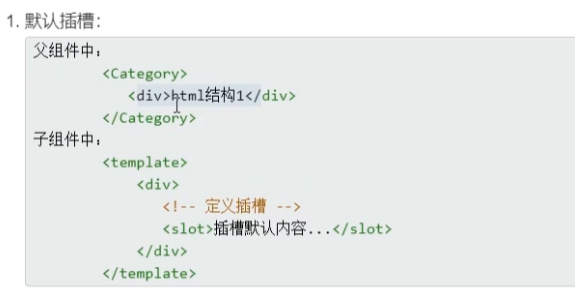 1. 默认插槽：
父组件中：
<Category>
<div>html结构1</div>
</Category>
子组件中：
<template>
<div>
<!-- 定义插槽 -->
<slot>插槽默认内容...</slot>
</div>
</template>